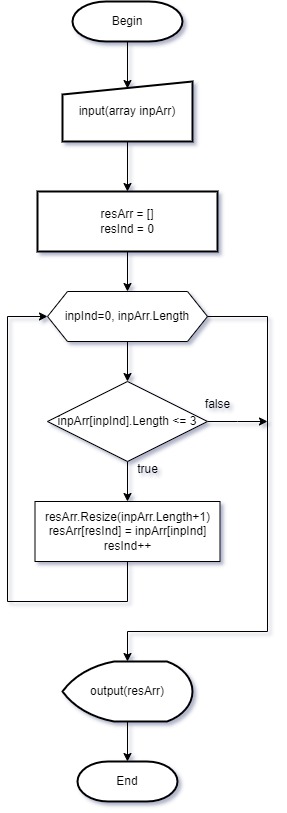 Begin
input(array inpArr)
resArr = []
resInd = 0
inpInd=0, inpArr.Length
inpArr[inpInd].Length <= 3
false
true
resArr.Resize(inpArr.Length+1)
resArr[resInd] = inpArr[inpInd]
resInd++
output(resArr)
End